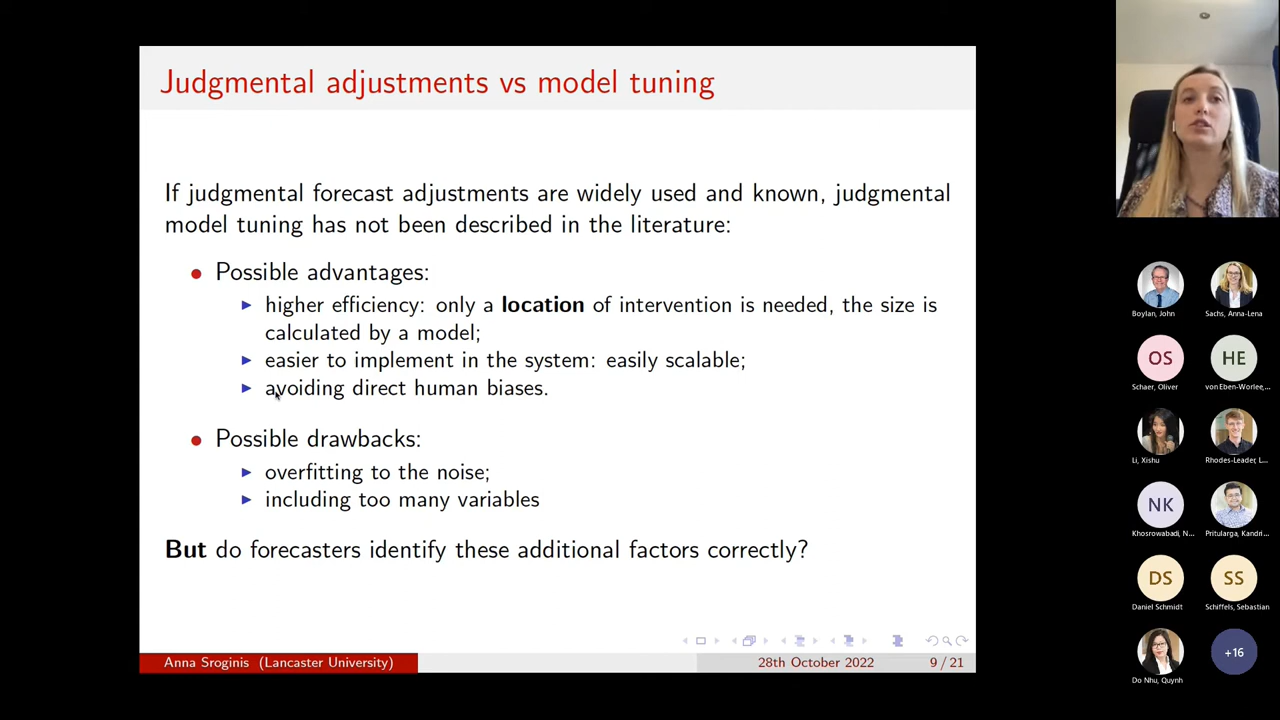 Judgmental adjustments vs model tuning
If judgmental forecast adjustments are widely used and known, judgmental
model tuning has not been described in the literature:
Possible advantages:
higher efficiency: only a location of intervention is needed, the size is
calculated by a model;
easier to implement in the system: easily scalable;
avoiding direct human biases.
Possible drawbacks:
overfitting to the noise;
including too many variables
But do forecasters identify these additional factors correctly?
Anna Sroginis (Lancaster University)
28th October 2022
9 / 21
Boylan, John
Sachs, Anna-Lena
OS
HE
Schaer, Oliver
von Eben-Worlee,...
Li, Xishu
Rhodes-Leader, L...
NK
Khosrowabadi, N...
Pritularga, Kandri...
DS
SS
Daniel Schmidt
Schiffels, Sebastian
+16
Do Nhu, Quynh